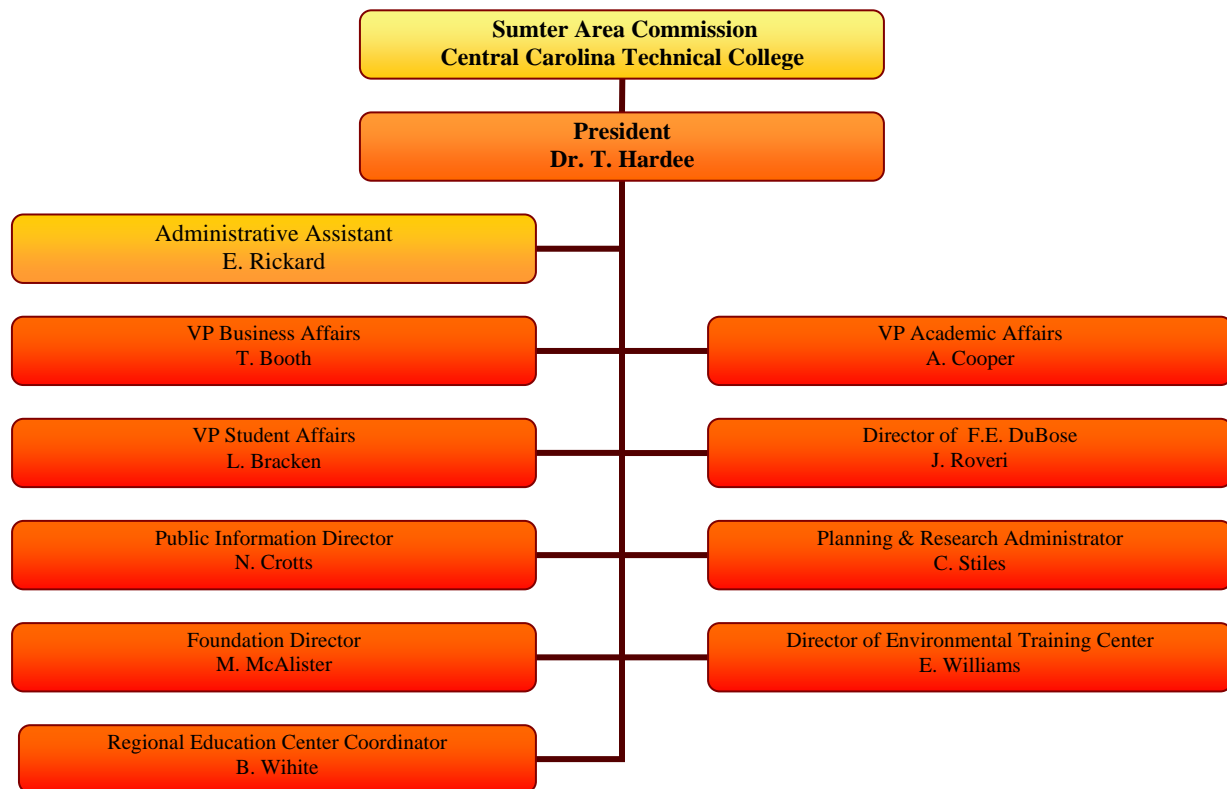 Sumter Area Commission
Central Carolina Technical College
President
Dr. T. Hardee
Administrative Assistant
E. Rickard
VP Business Affairs
T. Booth
VP Academic Affairs
A. Cooper
VP Student Affairs
L. Bracken
Director of F.E. DuBose
J. Roveri
Public Information Director
N. Crotts
Planning & Research Administrator
C. Stiles
Foundation Director
M. McAlister
Director of Environmental Training Center
E. Williams
Regional Education Center Coordinator
B. Wihite